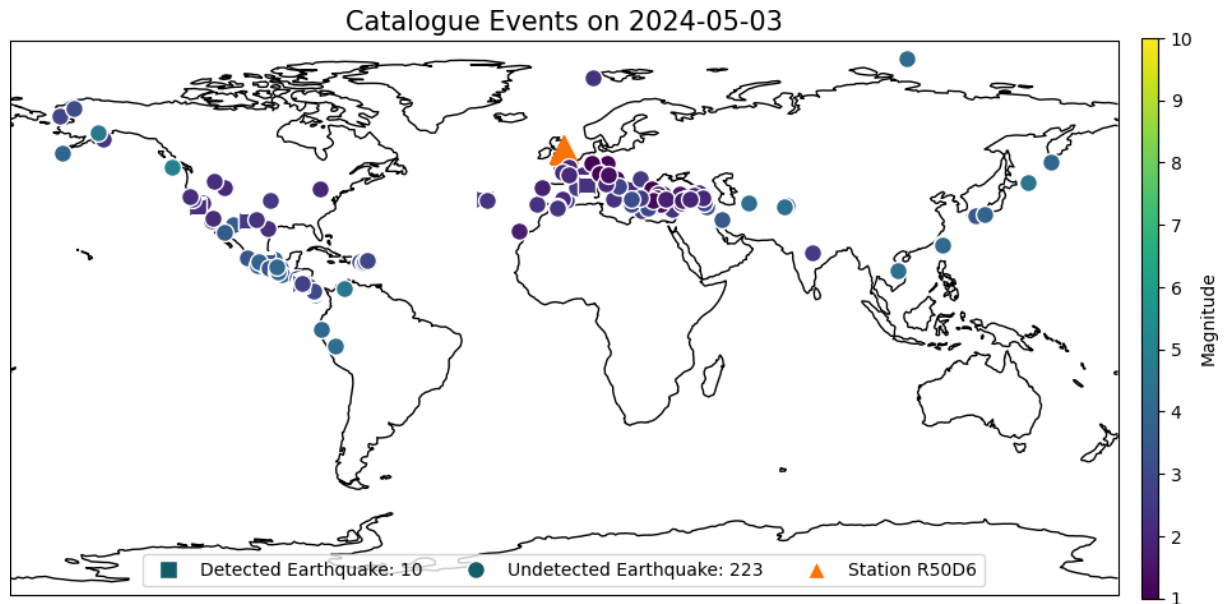 Catalogue Events on 2024-05-03
10
9
8
7
6
5
4
3
2
1
Magnitude
Detected Earthquake: 10
Undetected Earthquake: 223
Station R50D6